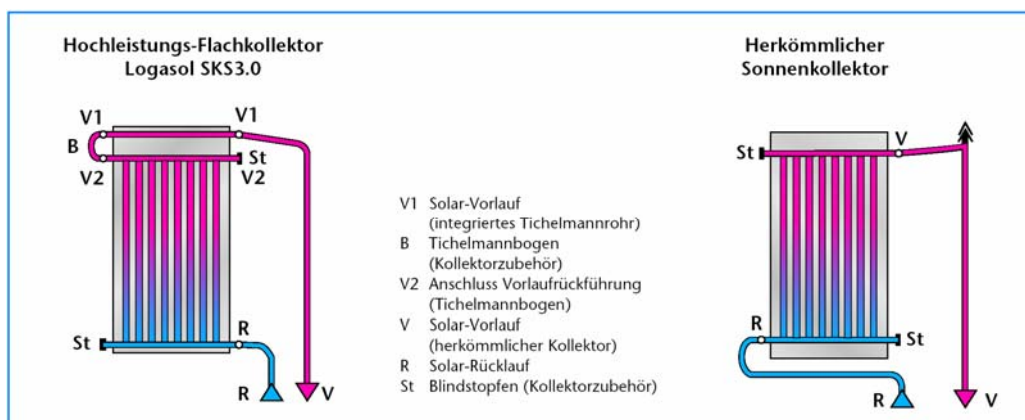 Hochleistungs-Flachkollektor
Logasol SKS3.0
V1 V1
B
St
V2 V2
R
St
R V
V1 Solar-Vorlauf
(integriertes Tichelmannrohr)
B Tichelmannbogen
(Kollektorzubehör)
V2 Anschluss Vorlaufrückführung
(Tichelmannbogen)
V Solar-Vorlauf
(herkömmlicher Kollektor)
R Solar-Rücklauf
St Blindstopfen (Kollektorzubehör)
Herkömmlicher
Sonnenkollektor
V
St
R
St
R V